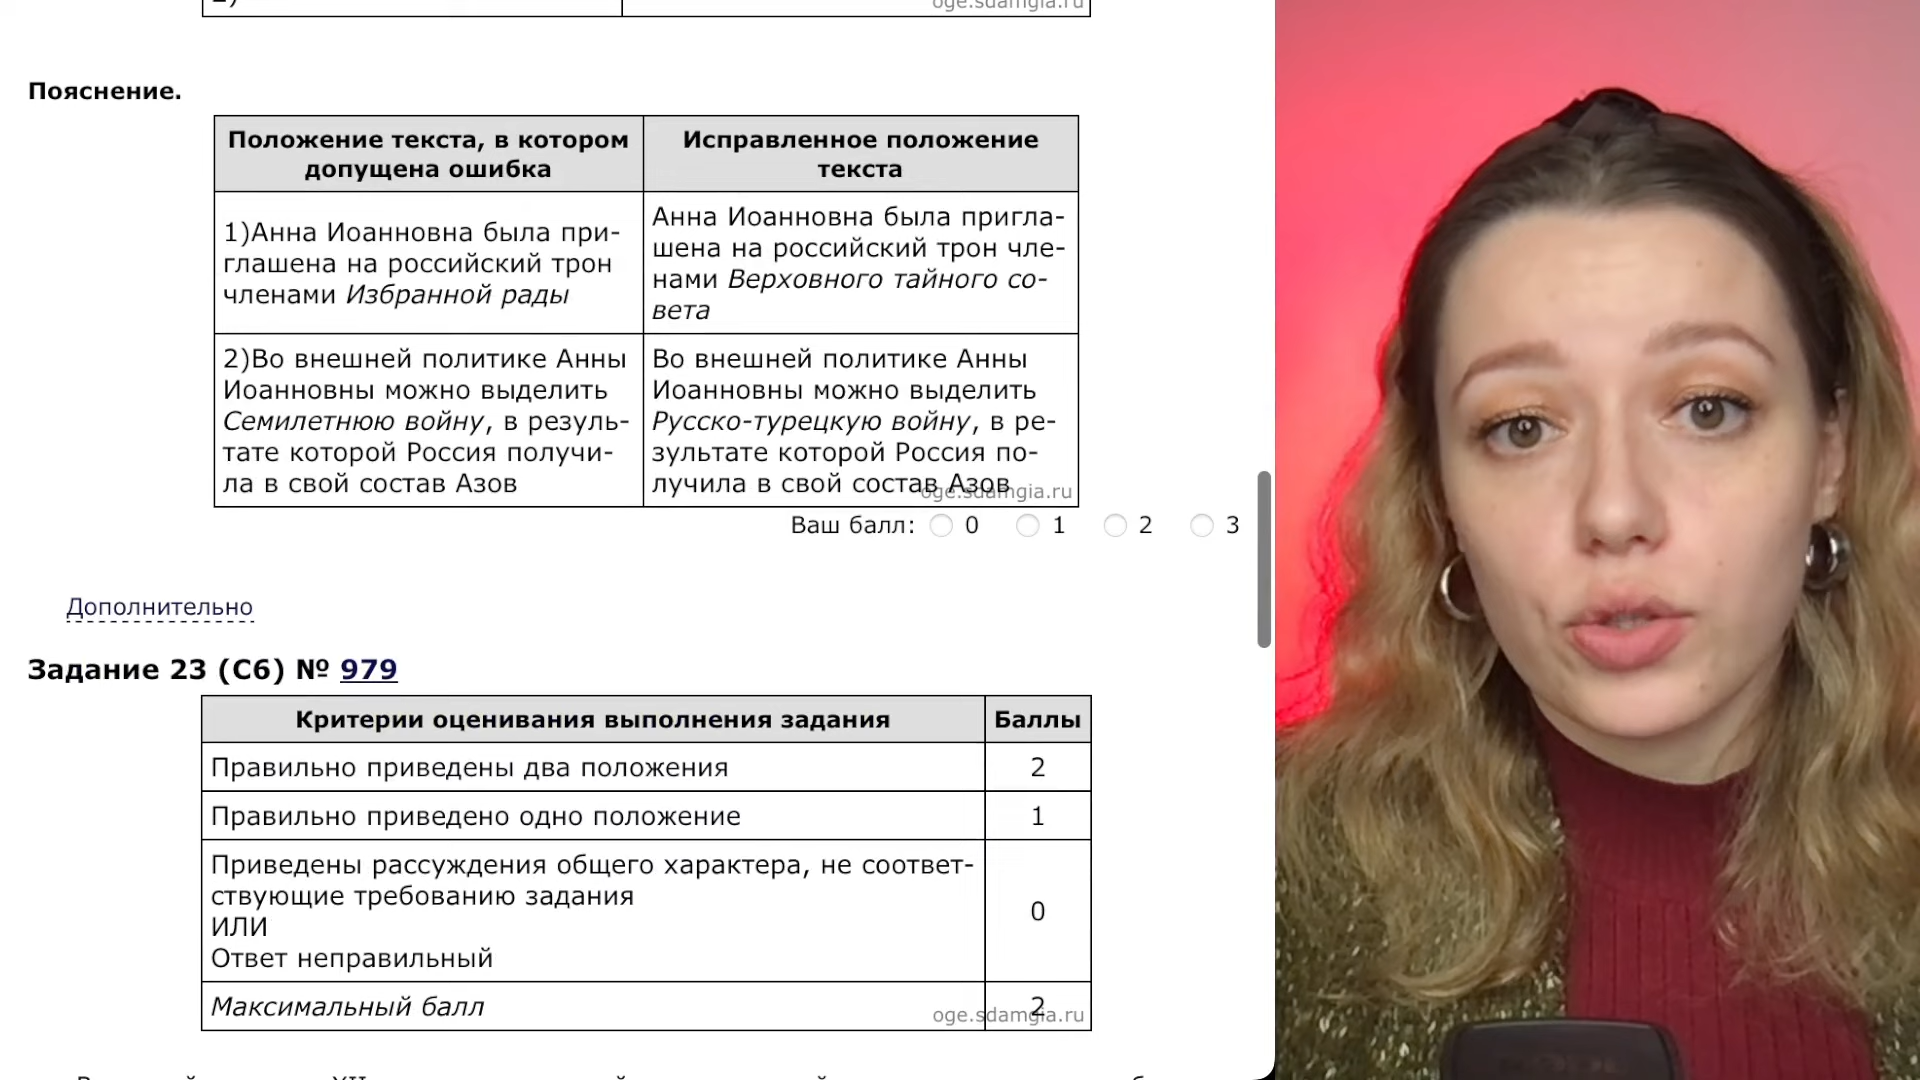 oge.sdamgia.ru
Пояснение.
Положение текста, в котором
допущена ошибка
Исправленное положение
текста
1)Анна Иоанновна была при-
глашена на российский трон
членами Избранной рады
Анна Иоанновна была пригла-
шена на российский трон чле-
нами Верховного тайного со-
вета
2)Во внешней политике Анны
Иоанновны можно выделить
Семилетнюю войну, в резуль-
тате которой Россия получи-
ла в свой состав Азов
Во внешней политике Анны
Иоанновны можно выделить
Русско-турецкую войну, в ре-
зультате которой Россия по-
лучила в свой состав Азов
oge.sdamgia.ru
Ваш балл: 0 1 2 3
Дополнительно
Задание 23 (С6) № 979
Критерии оценивания выполнения задания Баллы
Правильно приведены два положения 2
Правильно приведено одно положение 1
Приведены рассуждения общего характера, не соответ-
ствующие требованию задания
ИЛИ
Ответ неправильный
0
Максимальный балл 2
oge.sdamgia.ru